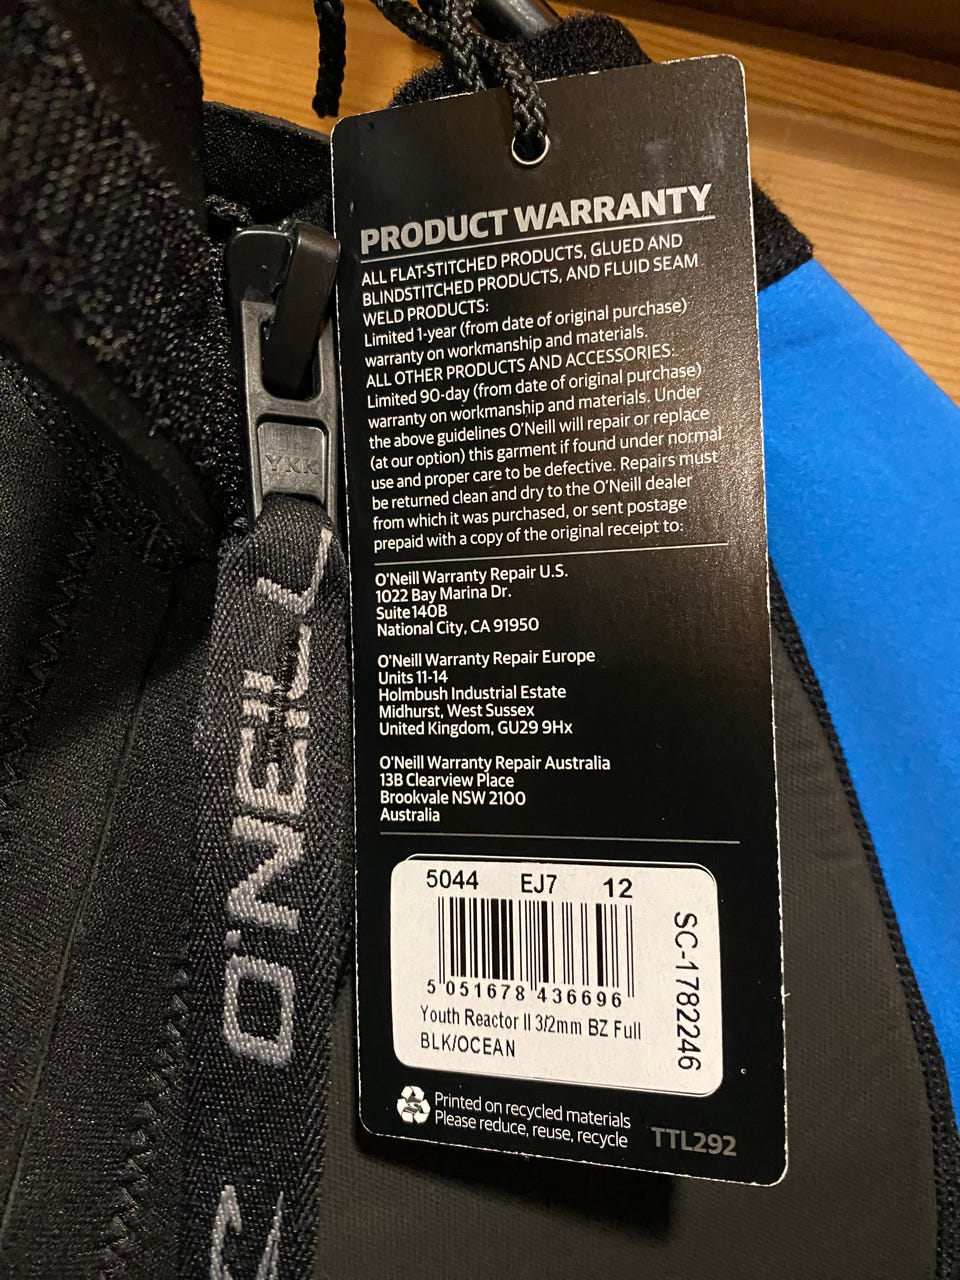 PRODUCT WARRANTY
ALL FLAT-STITCHED PRODUCTS, GLUED AND
BLINDSTITCHED PRODUCTS, AND FLUID SEAM
WELD PRODUCTS:
Limited 1-year (from date of original purchase)
warranty on workmanship and materials.
ALL OTHER PRODUCTS AND ACCESSORIES:
Limited 90-day (from date of original purchase)
warranty on workmanship and materials. Under
the above guidelines O'Neill will repair or replace
(at our option) this garment if found under normal
use and proper care to be defective. Repairs must
be returned clean and dry to the O'Neill dealer
from which it was purchased, or sent postage
prepaid with a copy of the original receipt to:
O'Neill Warranty Repair U.S.
1022 Bay Marina Dr.
Suite 140B
National City, CA 91950
O'Neill Warranty Repair Europe
Units 11-14
Holmbush Industrial Estate
Midhurst, West Sussex
United Kingdom, GU29 9Hx
O'Neill Warranty Repair Australia
13B Clearview Place
Brookvale NSW 2100
Australia
5044 EJ7 12
5 051678 436696
Youth Reactor II 3/2mm BZ Full
BLK/OCEAN
SC-1782246
Printed on recycled materials
Please reduce, reuse, recycle
TTL292
YKK
O'NEILL